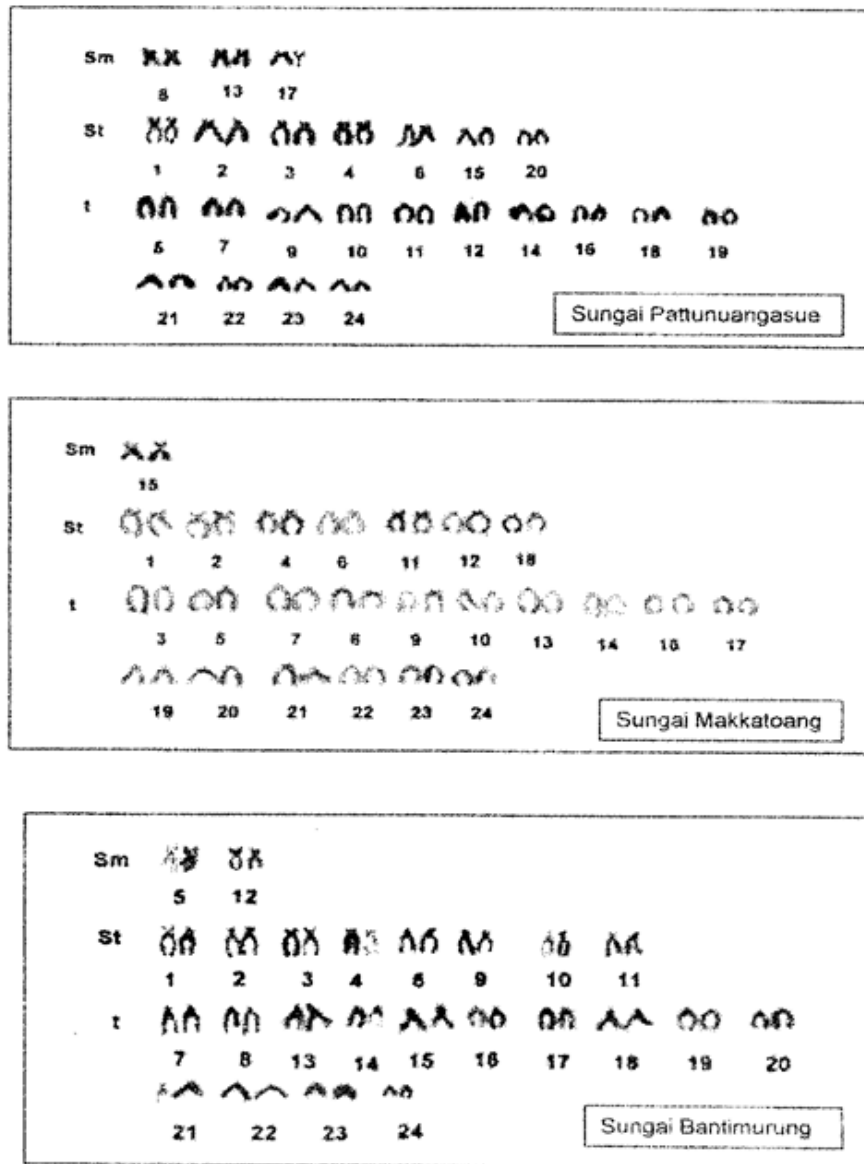 Sm
8 13 17
St
1 2 3 4 6 15 20
t
5 7 9 10 11 12 14 16 18 19
21 22 23 24
Sungai Pattunuangasue
Sm
15
St
1 2 4 6 11 12 18
t
3 5 7 8 9 10 13 14 16 17
19 20 21 22 23 24
Sungai Makkatoang
Sm
5 12
St
1 2 3 4 6 9 10 11
t
7 8 13 14 15 16 17 18 19 20
21 22 23 24
Sungai Bantimurung